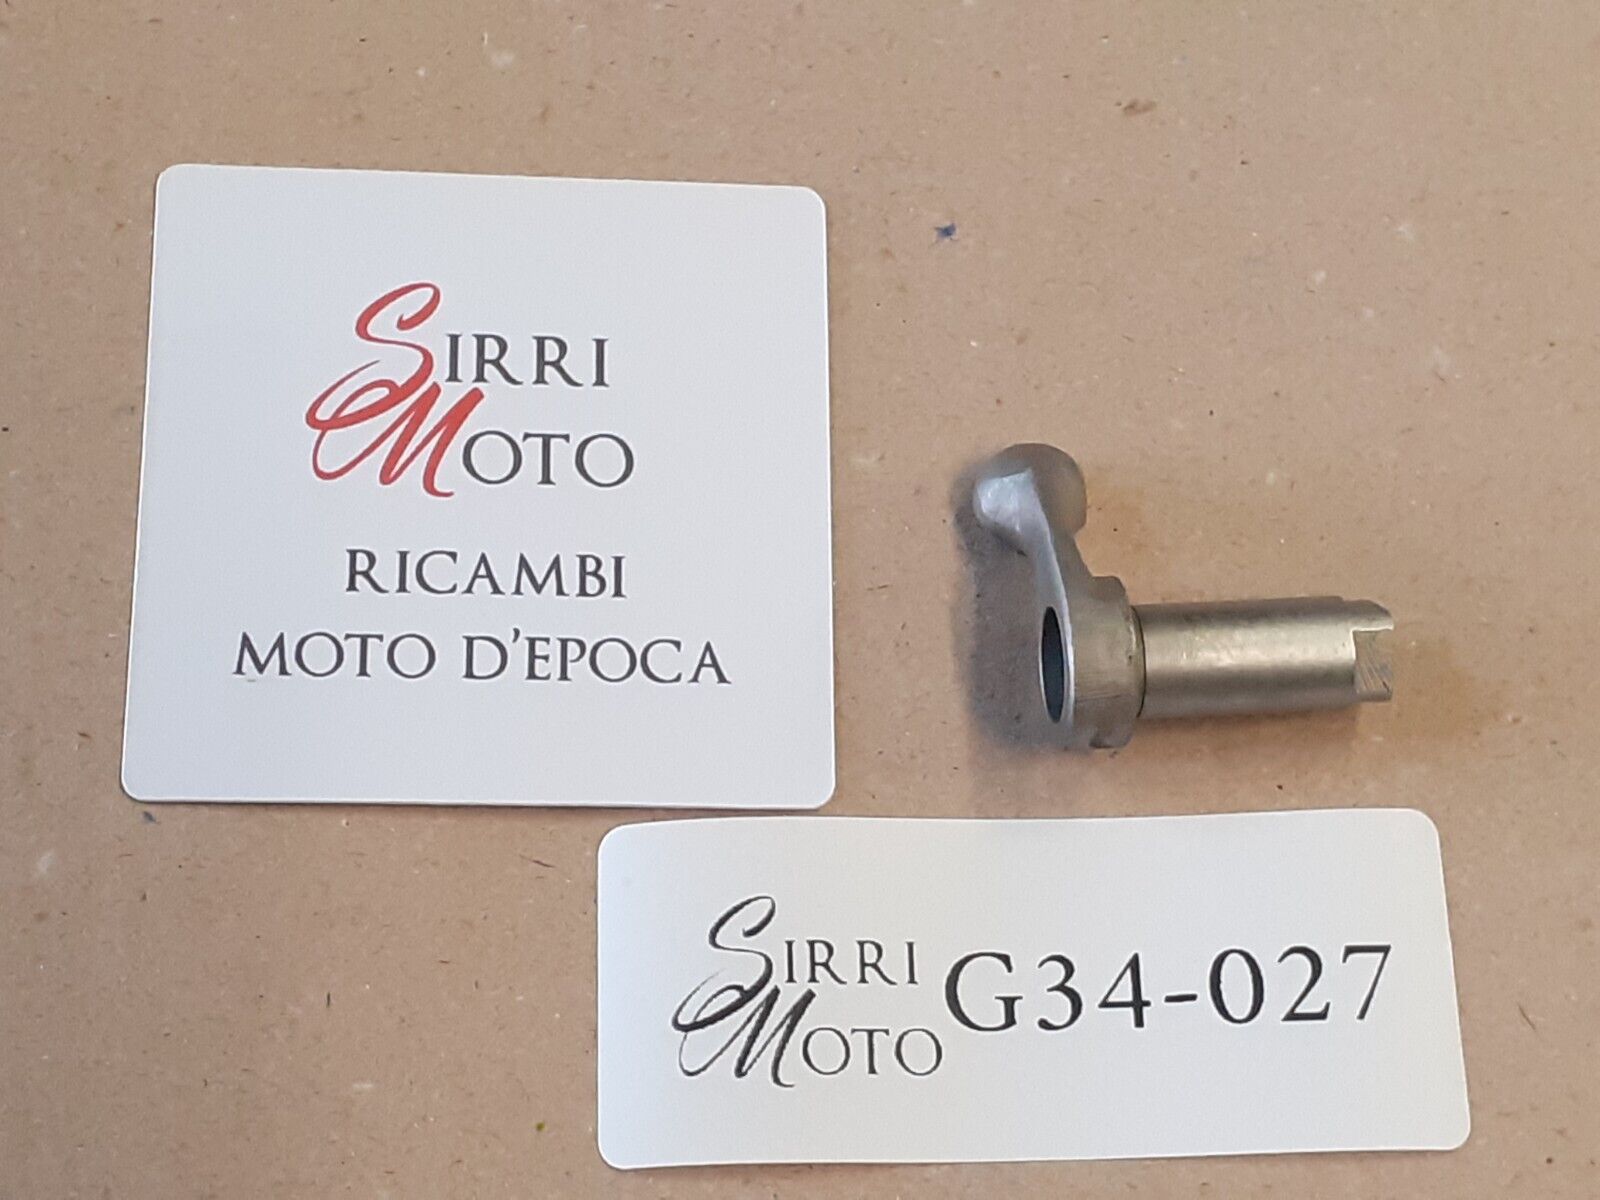 SIRRI
MOTO
RICAMBI
MOTO D'EPOCA
SIRRI
MOTO
G34-027